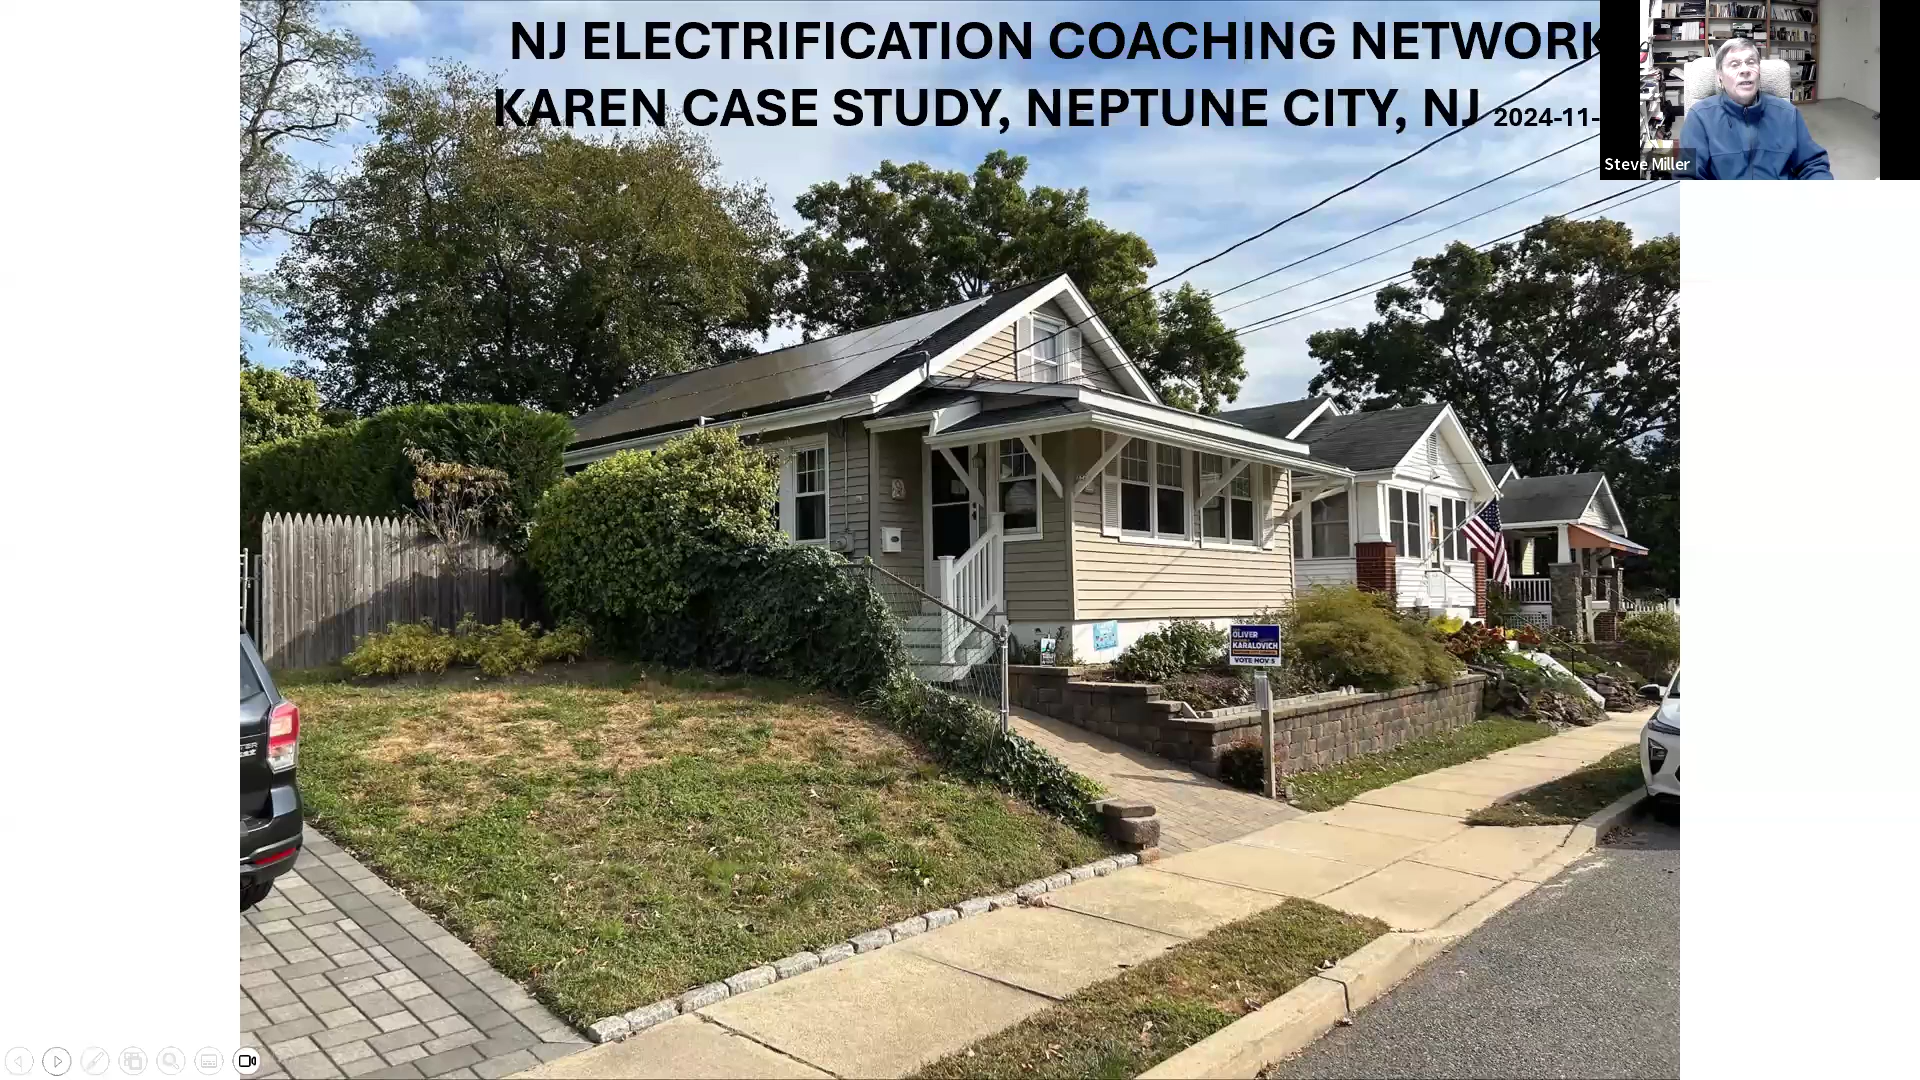 NJ ELECTRIFICATION COACHING NETWORK
KAREN CASE STUDY, NEPTUNE CITY, NJ 2024-11-
Steve Miller
OLIVER
KARALOVICH
VOTE NOV 5